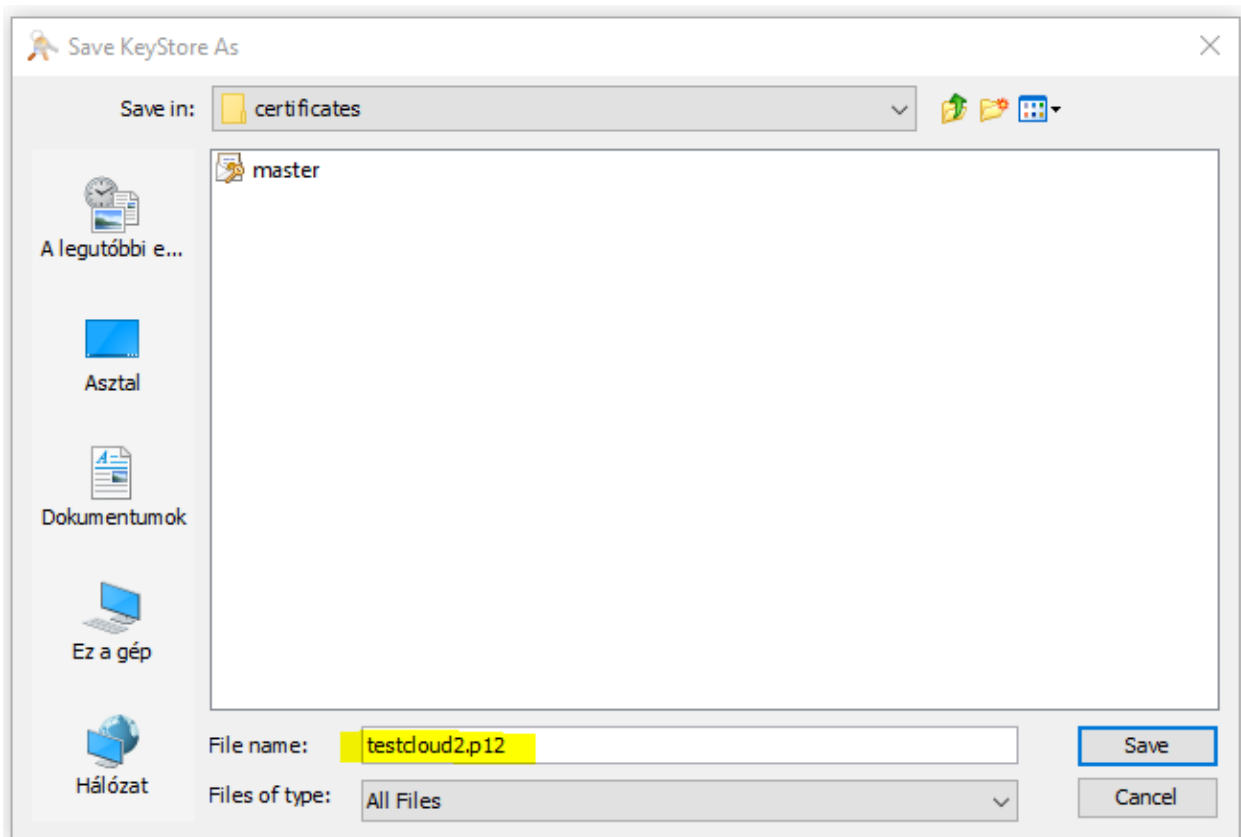 Save KeyStore As
Save in:
certificates
master
A legutóbbi e...
Asztal
Dokumentumok
Ez a gép
Hálózat
File name:
testcloud2.p12
Save
Files of type:
All Files
Cancel